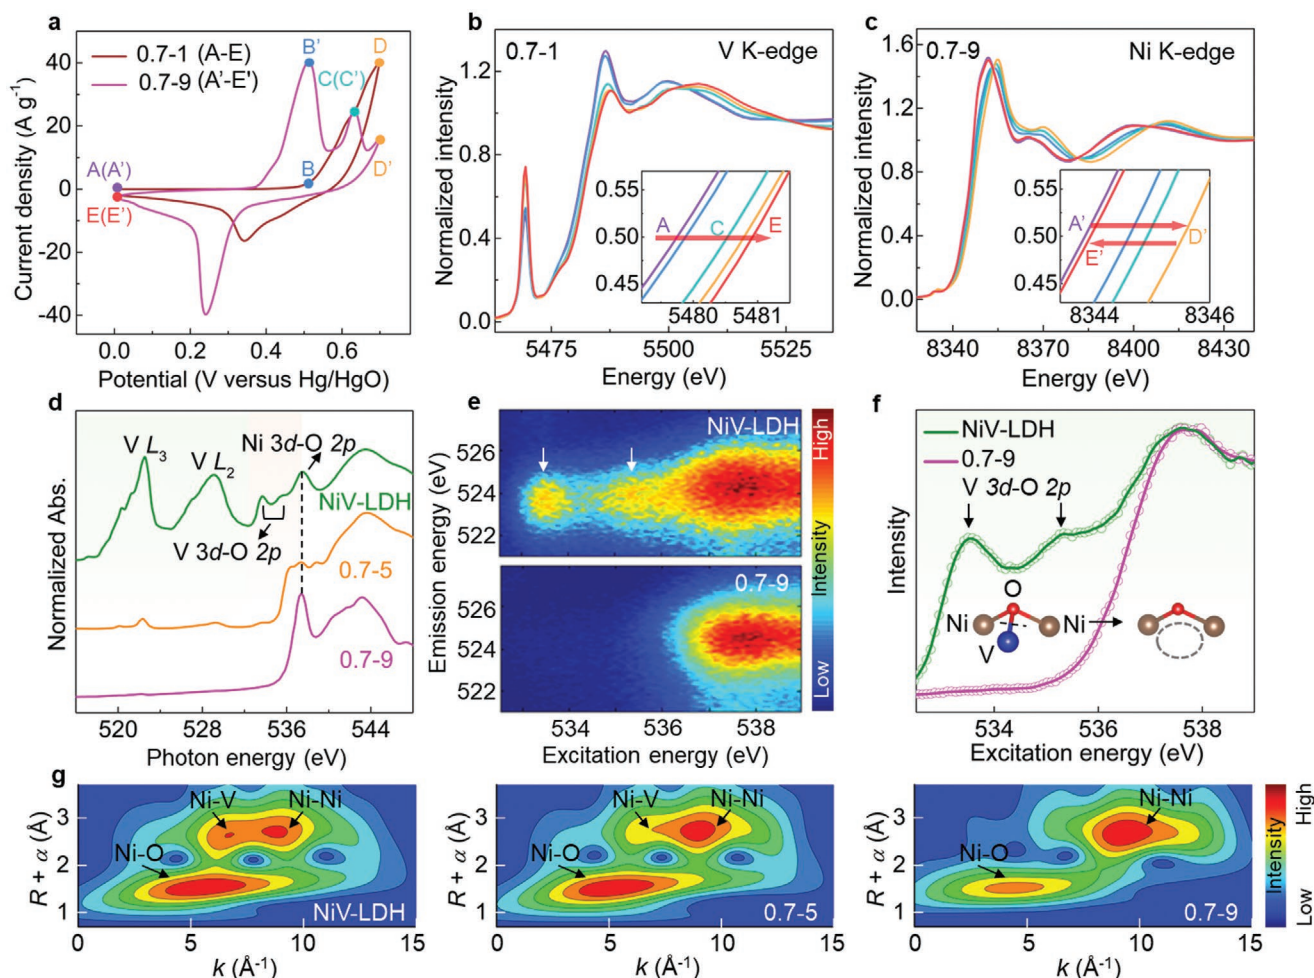 a
0.7-1 (A-E)
0.7-9 (A'-E')
B'
D
C(C')
A(A')
B
D'
E(E')
Current density (A g⁻¹)
40
20
0
-20
-40
0.0
0.2
0.4
0.6
Potential (V versus Hg/HgO)
b
0.7-1
V K-edge
Normalized intensity
1.2
0.8
0.4
0.0
0.55
0.50
0.45
A
C
E
5480
5481
5475
5500
5525
Energy (eV)
c
0.7-9
Ni K-edge
Normalized intensity
1.6
1.2
0.8
0.4
0.0
0.55
0.50
0.45
A'
D'
E'
8344
8346
8340
8370
8400
8430
Energy (eV)
d
V L₃
V L₂
Ni 3d-O 2p
NiV-LDH
V 3d-O 2p
0.7-5
0.7-9
Normalized Abs.
520
528
536
544
Photon energy (eV)
e
NiV-LDH
0.7-9
Emission energy (eV)
526
524
522
526
524
522
534
536
538
Excitation energy (eV)
High
Intensity
Low
f
NiV-LDH
0.7-9
V 3d-O 2p
O
Ni
Ni
V
Intensity
534
536
538
Excitation energy (eV)
g
Ni-V
Ni-Ni
Ni-O
NiV-LDH
R + α (Å)
3
2
1
0
5
10
15
k (Å⁻¹)
Ni-V
Ni-Ni
Ni-O
0.7-5
R + α (Å)
3
2
1
0
5
10
15
k (Å⁻¹)
Ni-Ni
Ni-O
0.7-9
R + α (Å)
3
2
1
0
5
10
15
k (Å⁻¹)
High
Intensity
Low